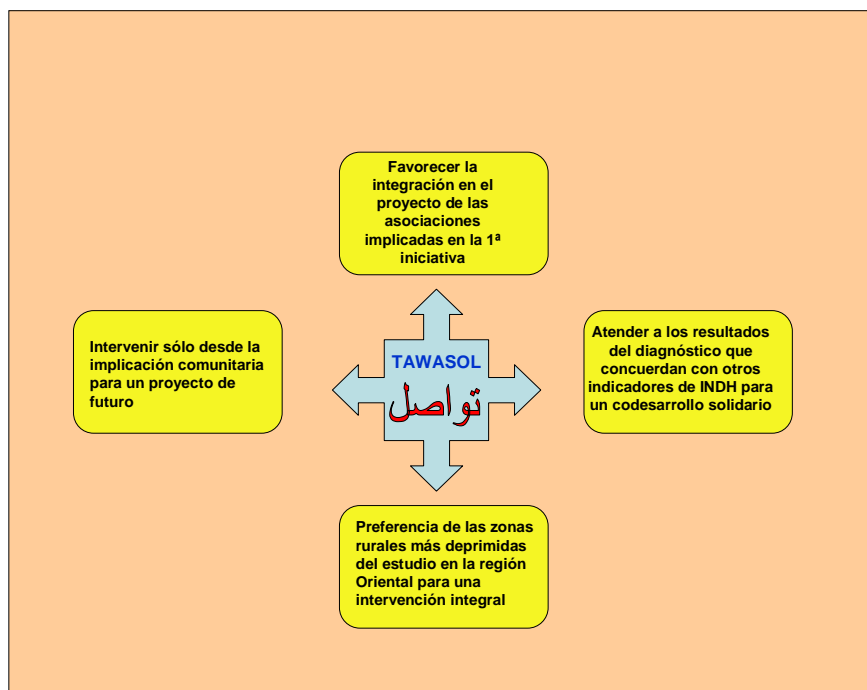 Favorecer la
integración en el
proyecto de las
asociaciones
implicadas en la 1ª
iniciativa
Intervenir sólo desde la
implicación comunitaria
para un proyecto de
futuro
TAWASOL
تواصل
Atender a los resultados
del diagnóstico que
concuerdan con otros
indicadores de INDH para
un codesarrollo solidario
Preferencia de las zonas
rurales más deprimidas
del estudio en la región
Oriental para una
intervención integral